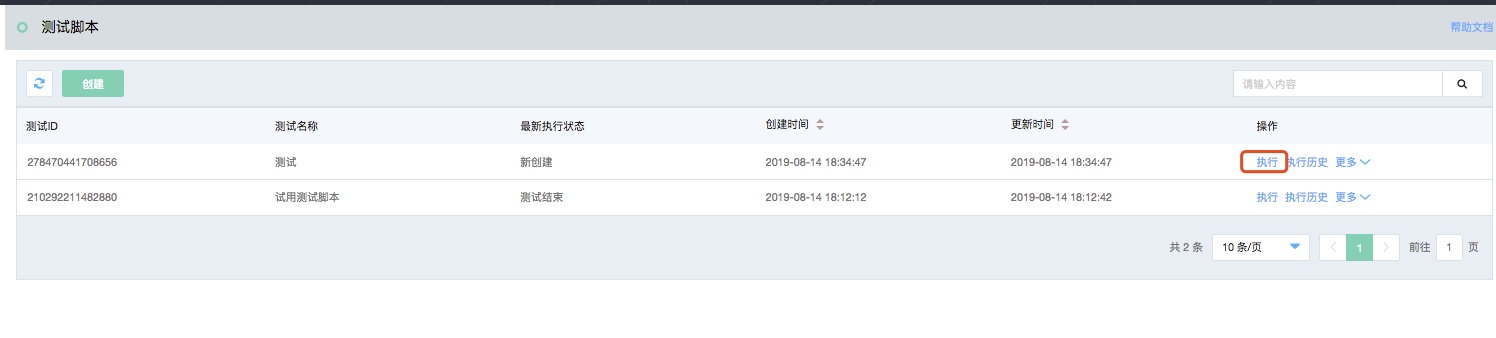 测试脚本 帮助文档
创建 请输入内容
测试ID 测试名称 最新执行状态 创建时间 更新时间 操作
278470441708656 测试 新创建 2019-08-14 18:34:47 2019-08-14 18:34:47 执行 执行历史 更多
210292211482880 试用测试脚本 测试结束 2019-08-14 18:12:12 2019-08-14 18:12:42 执行 执行历史 更多
共 2 条 10 条/页 1 前往 1 页